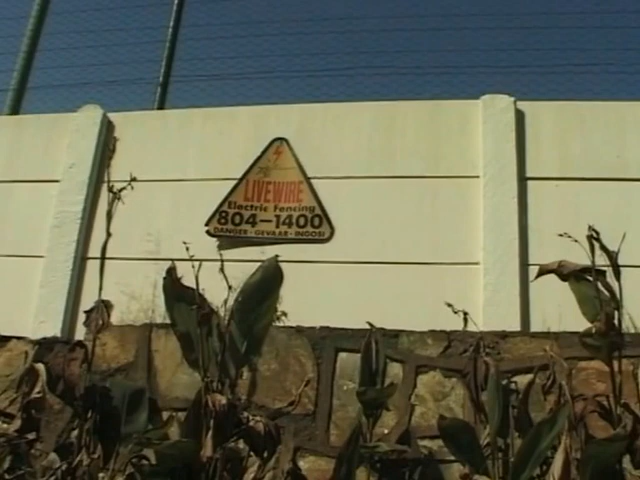 LIVEWIRE
Electric Fencing
804-1400
DANGER - GEVAAR - INGOSI